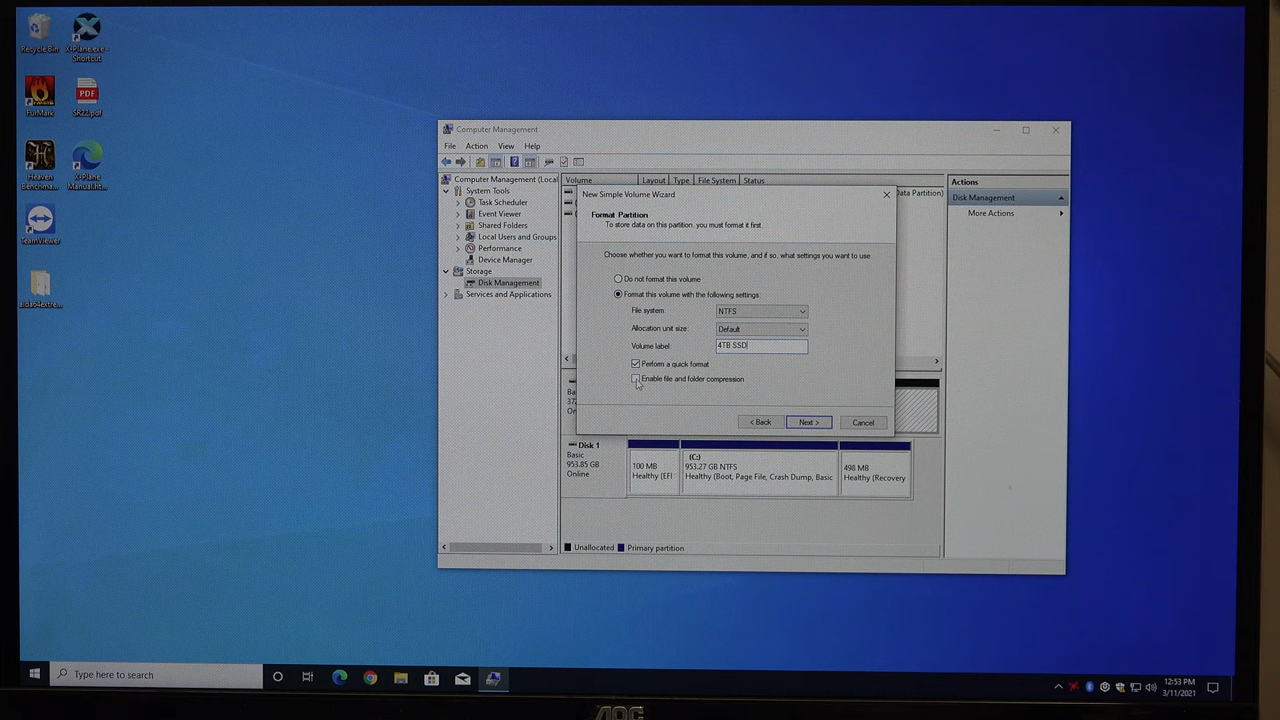 Recycle Bin
X-Plane.exe -
Shortcut
FurMark
PDF
SR22.pdf
Heaven
Benchma...
X-Plane
Manual.ht...
TeamViewer
aida64extre...
Computer Management
File Action View Help
Computer Management (Local
System Tools
Task Scheduler
Event Viewer
Shared Folders
Local Users and Groups
Performance
Device Manager
Storage
Disk Management
Services and Applications
Volume Layout Type File System Status
Data Partition)
Actions
Disk Management
More Actions
New Simple Volume Wizard
Format Partition
To store data on this partition, you must format it first.
Choose whether you want to format this volume, and if so, what settings you want to use.
Do not format this volume
Format this volume with the following settings:
File system: NTFS
Allocation unit size: Default
Volume label: 4TB SSD
Perform a quick format
Enable file and folder compression
< Back Next > Cancel
Disk 1
Basic
953.85 GB
Online
100 MB
Healthy (EFI
(C:)
953.27 GB NTFS
Healthy (Boot, Page File, Crash Dump, Basic
498 MB
Healthy (Recovery
Unallocated Primary partition
Type here to search
12:53 PM
3/11/2021
AOC